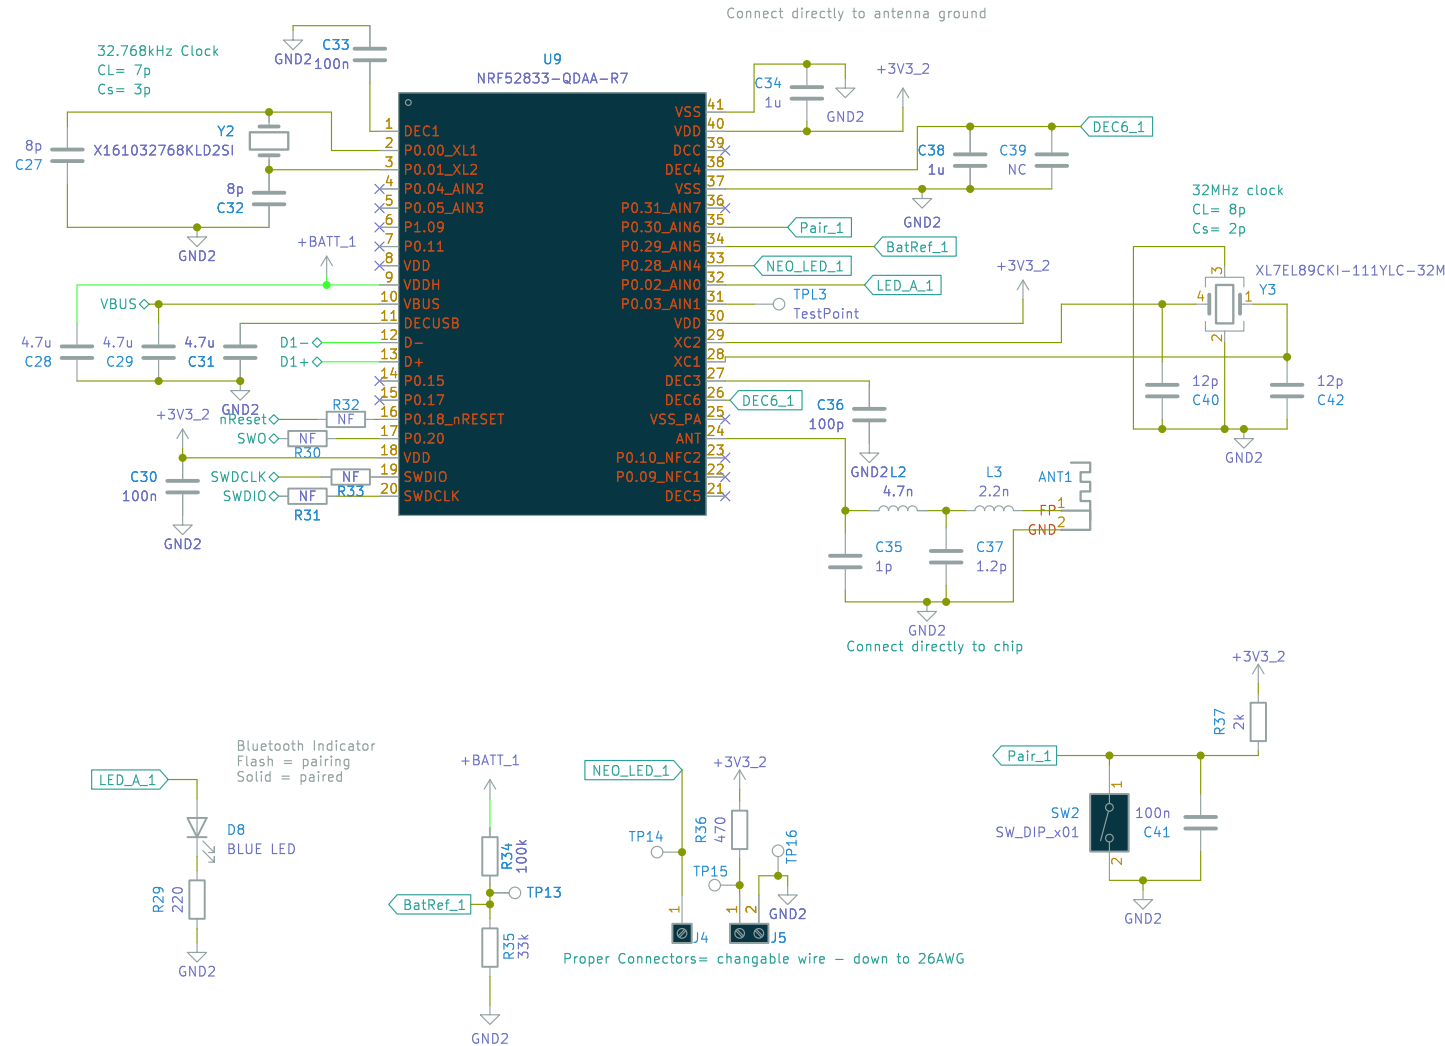 Connect directly to antenna ground
32.768kHz Clock
CL= 7p
Cs= 3p
GND2
C33
100n
U9
NRF52833-QDAA-R7
C34
1u
GND2
+3V3_2
8p
C27
Y2
X161032768KLD2SI
8p
C32
GND2
1 DEC1
2 P0.00_XL1
3 P0.01_XL2
4 P0.04_AIN2
5 P0.05_AIN3
6 P1.09
7 P0.11
8 VDD
9 VDDH
10 VBUS
11 DECUSB
12 D-
13 D+
14 P0.15
15 P0.17
16 P0.18_nRESET
17 P0.20
18 VDD
19 SWDIO
20 SWDCLK
VSS 41
VDD 40
DCC 39
DEC4 38
VSS 37
P0.31_AIN7 36
P0.30_AIN6 35
P0.29_AIN5 34
P0.28_AIN4 33
P0.02_AIN0 32
P0.03_AIN1 31
VDD 30
XC2 29
XC1 28
DEC3 27
DEC6 26
VSS_PA 25
ANT 24
P0.10_NFC2 23
P0.09_NFC1 22
DEC5 21
DEC6_1
C38
1u
C39
NC
GND2
Pair_1
BatRef_1
NEO_LED_1
LED_A_1
TPL3
TestPoint
+3V3_2
DEC6_1
32MHz clock
CL= 8p
Cs= 2p
XL7EL89CKI-111YLC-32M
Y3
3
4
1
2
12p
C40
12p
C42
GND2
+BATT_1
VBUS
4.7u
C28
4.7u
C29
4.7u
C31
D1-
D1+
GND2
+3V3_2
nReset
R32
NF
SWO
NF
R30
SWDCLK
NF
R33
SWDIO
NF
R31
C30
100n
GND2
C36
100p
GND2
L2
4.7n
L3
2.2n
ANT1
FP 1
GND 2
C35
1p
C37
1.2p
GND2
Connect directly to chip
Bluetooth Indicator
Flash = pairing
Solid = paired
LED_A_1
D8
BLUE LED
R29
220
GND2
+BATT_1
R34
100k
TP13
BatRef_1
R35
33k
GND2
NEO_LED_1
TP14
1
J4
+3V3_2
R36
470
TP15
TP16
1
2
GND2
J5
Proper Connectors= changable wire - down to 26AWG
+3V3_2
R37
2k
Pair_1
1
SW2
SW_DIP_x01
2
100n
C41
GND2